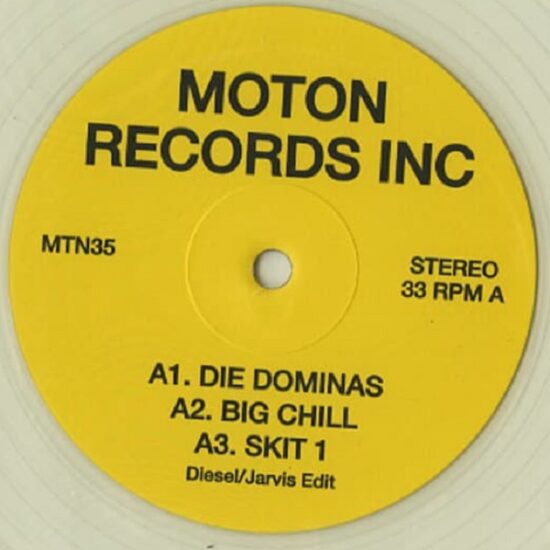 MOTON
RECORDS INC
MTN35
STEREO
33 RPM A
A1. DIE DOMINAS
A2. BIG CHILL
A3. SKIT 1
Diesel/Jarvis Edit